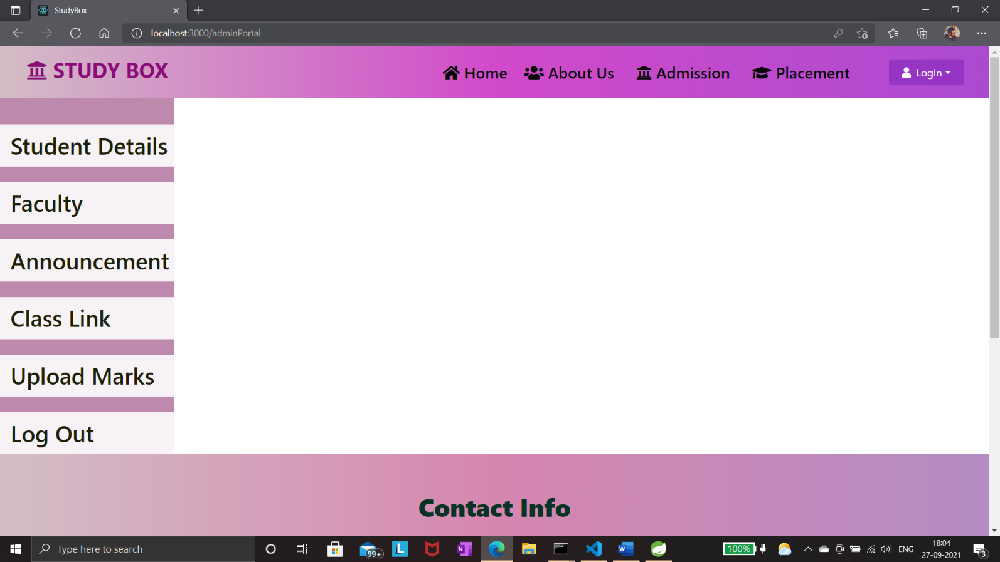 StudyBox
localhost:3000/adminPortal
STUDY BOX
Home
About Us
Admission
Placement
LogIn
Student Details
Faculty
Announcement
Class Link
Upload Marks
Log Out
Contact Info
Type here to search
99+
L
N
W
100%
ENG
18:04
27-09-2021
3